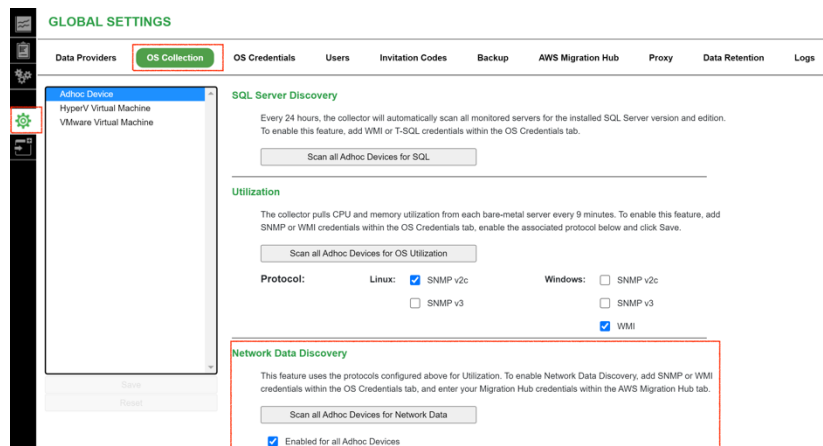 GLOBAL SETTINGS
Data Providers OS Collection OS Credentials Users Invitation Codes Backup AWS Migration Hub Proxy Data Retention Logs
Adhoc Device
HyperV Virtual Machine
VMware Virtual Machine
Save
Reset
SQL Server Discovery
Every 24 hours, the collector will automatically scan all monitored servers for the installed SQL Server version and edition.
To enable this feature, add WMI or T-SQL credentials within the OS Credentials tab.
Scan all Adhoc Devices for SQL
Utilization
The collector pulls CPU and memory utilization from each bare-metal server every 9 minutes. To enable this feature, add
SNMP or WMI credentials within the OS Credentials tab, enable the associated protocol below and click Save.
Scan all Adhoc Devices for OS Utilization
Protocol: Linux: SNMP v2c Windows: SNMP v2c
SNMP v3 SNMP v3
WMI
Network Data Discovery
This feature uses the protocols configured above for Utilization. To enable Network Data Discovery, add SNMP or WMI
credentials within the OS Credentials tab, and enter your Migration Hub credentials within the AWS Migration Hub tab.
Scan all Adhoc Devices for Network Data
Enabled for all Adhoc Devices